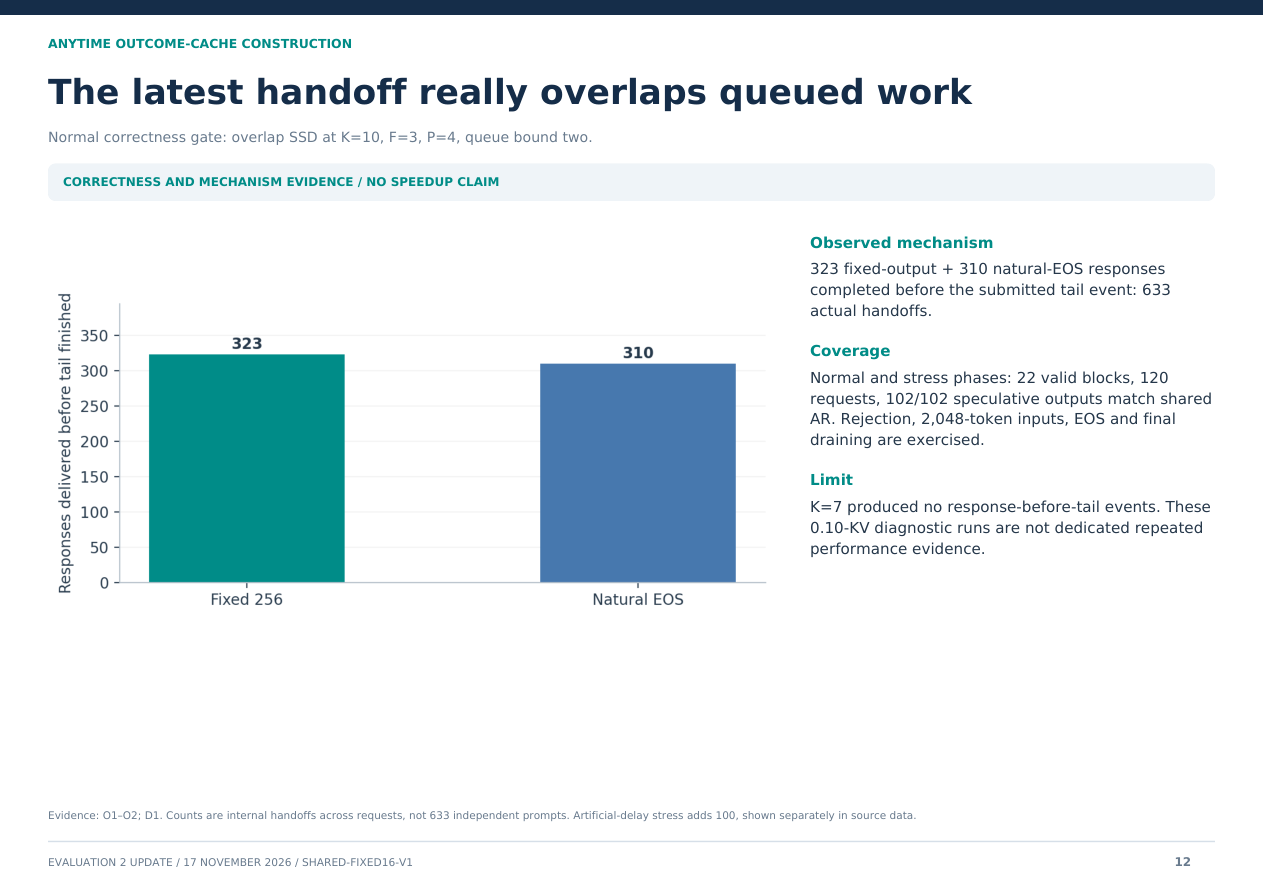 ANYTIME OUTCOME-CACHE CONSTRUCTION
The latest handoff really overlaps queued work
Normal correctness gate: overlap SSD at K=10, F=3, P=4, queue bound two.
CORRECTNESS AND MECHANISM EVIDENCE / NO SPEEDUP CLAIM
Responses delivered before tail finished
350
300
250
200
150
100
50
0
323
310
Fixed 256
Natural EOS
Observed mechanism
323 fixed-output + 310 natural-EOS responses
completed before the submitted tail event: 633
actual handoffs.
Coverage
Normal and stress phases: 22 valid blocks, 120
requests, 102/102 speculative outputs match shared
AR. Rejection, 2,048-token inputs, EOS and final
draining are exercised.
Limit
K=7 produced no response-before-tail events. These
0.10-KV diagnostic runs are not dedicated repeated
performance evidence.
Evidence: O1–O2; D1. Counts are internal handoffs across requests, not 633 independent prompts. Artificial-delay stress adds 100, shown separately in source data.
EVALUATION 2 UPDATE / 17 NOVEMBER 2026 / SHARED-FIXED16-V1
12